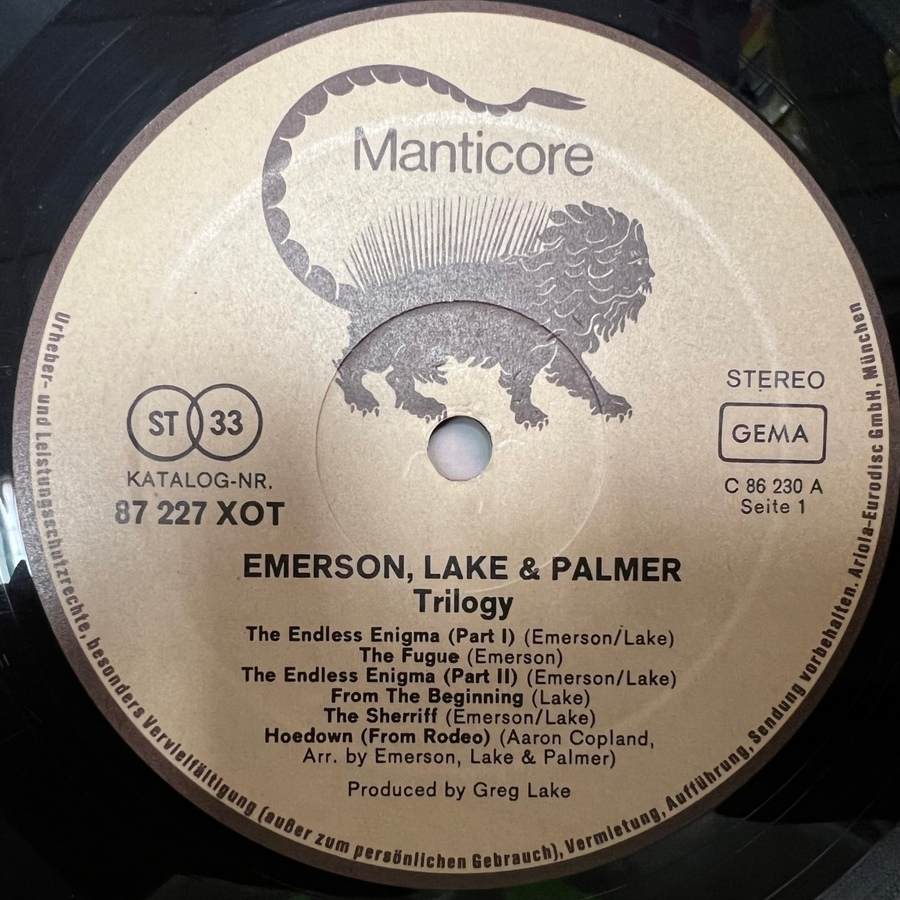 Manticore
ST 33
KATALOG-NR.
87 227 XOT
STEREO
GEMA
C 86 230 A
Seite 1
EMERSON, LAKE & PALMER
Trilogy
The Endless Enigma (Part I) (Emerson/Lake)
The Fugue (Emerson)
The Endless Enigma (Part II) (Emerson/Lake)
From The Beginning (Lake)
The Sherriff (Emerson/Lake)
Hoedown (From Rodeo) (Aaron Copland,
Arr. by Emerson, Lake & Palmer)
Produced by Greg Lake
Urheber- und Leistungsschutzrechte, besonders Vervielfältigung (außer zum persönlichen Gebrauch), Vermietung, Aufführung, Sendung vorbehalten. Ariola-Eurodisc GmbH, München